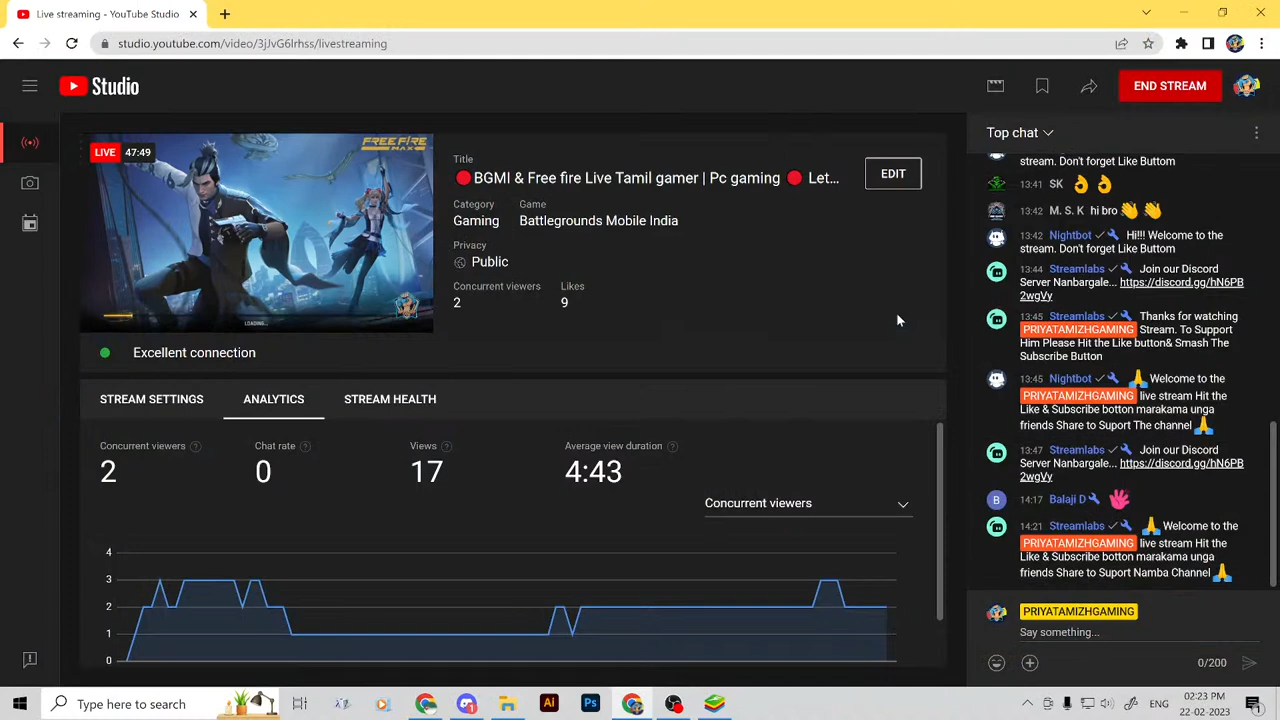 Live streaming - YouTube Studio
studio.youtube.com/video/3jJvG6Irhss/livestreaming
Studio
END STREAM
LIVE 47:49
FREE FIRE
MAX
LOADING...
Title
BGMI & Free fire Live Tamil gamer | Pc gaming 🔴 Let...
EDIT
Category Game
Gaming Battlegrounds Mobile India
Privacy
Public
Concurrent viewers Likes
2 9
Excellent connection
STREAM SETTINGS ANALYTICS STREAM HEALTH
Concurrent viewers Chat rate Views Average view duration
2 0 17 4:43
Concurrent viewers
4
3
2
1
0
Top chat
stream. Don't forget Like Buttom
13:41 SK 👌👌
13:42 M. S. K hi bro 👋👋
13:42 Nightbot Hi!!! Welcome to the
stream. Don't forget Like Buttom
13:44 Streamlabs Join our Discord
Server Nanbargale... https://discord.gg/hN6PB
2wgVy
13:45 Streamlabs Thanks for watching
PRIYATAMIZHGAMING Stream. To Support
Him Please Hit the Like button& Smash The
Subscribe Button
13:45 Nightbot 🙏 Welcome to the
PRIYATAMIZHGAMING live stream Hit the
Like & Subscribe botton marakama unga
friends Share to Suport The channel 🙏
13:47 Streamlabs Join our Discord
Server Nanbargale... https://discord.gg/hN6PB
2wgVy
B 14:17 Balaji D
14:21 Streamlabs 🙏 Welcome to the
PRIYATAMIZHGAMING live stream Hit the
Like & Subscribe botton marakama unga
friends Share to Suport Namba Channel 🙏
PRIYATAMIZHGAMING
Say something...
0/200
Type here to search
Ai
Ps
ENG
02:23 PM
22-02-2023